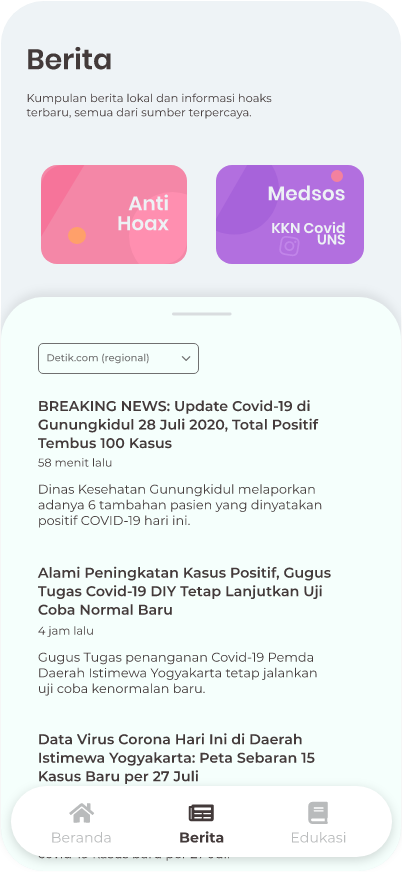 Berita
Kumpulan berita lokal dan informasi hoaks
terbaru, semua dari sumber terpercaya.
Anti
Hoax
Medsos
KKN Covid
UNS
Detik.com (regional)
BREAKING NEWS: Update Covid-19 di
Gunungkidul 28 Juli 2020, Total Positif
Tembus 100 Kasus
58 menit lalu
Dinas Kesehatan Gunungkidul melaporkan
adanya 6 tambahan pasien yang dinyatakan
positif COVID-19 hari ini.
Alami Peningkatan Kasus Positif, Gugus
Tugas Covid-19 DIY Tetap Lanjutkan Uji
Coba Normal Baru
4 jam lalu
Gugus Tugas penanganan Covid-19 Pemda
Daerah Istimewa Yogyakarta tetap jalankan
uji coba kenormalan baru.
Data Virus Corona Hari Ini di Daerah
Istimewa Yogyakarta: Peta Sebaran 15
Kasus Baru per 27 Juli
Beranda
Berita
Edukasi